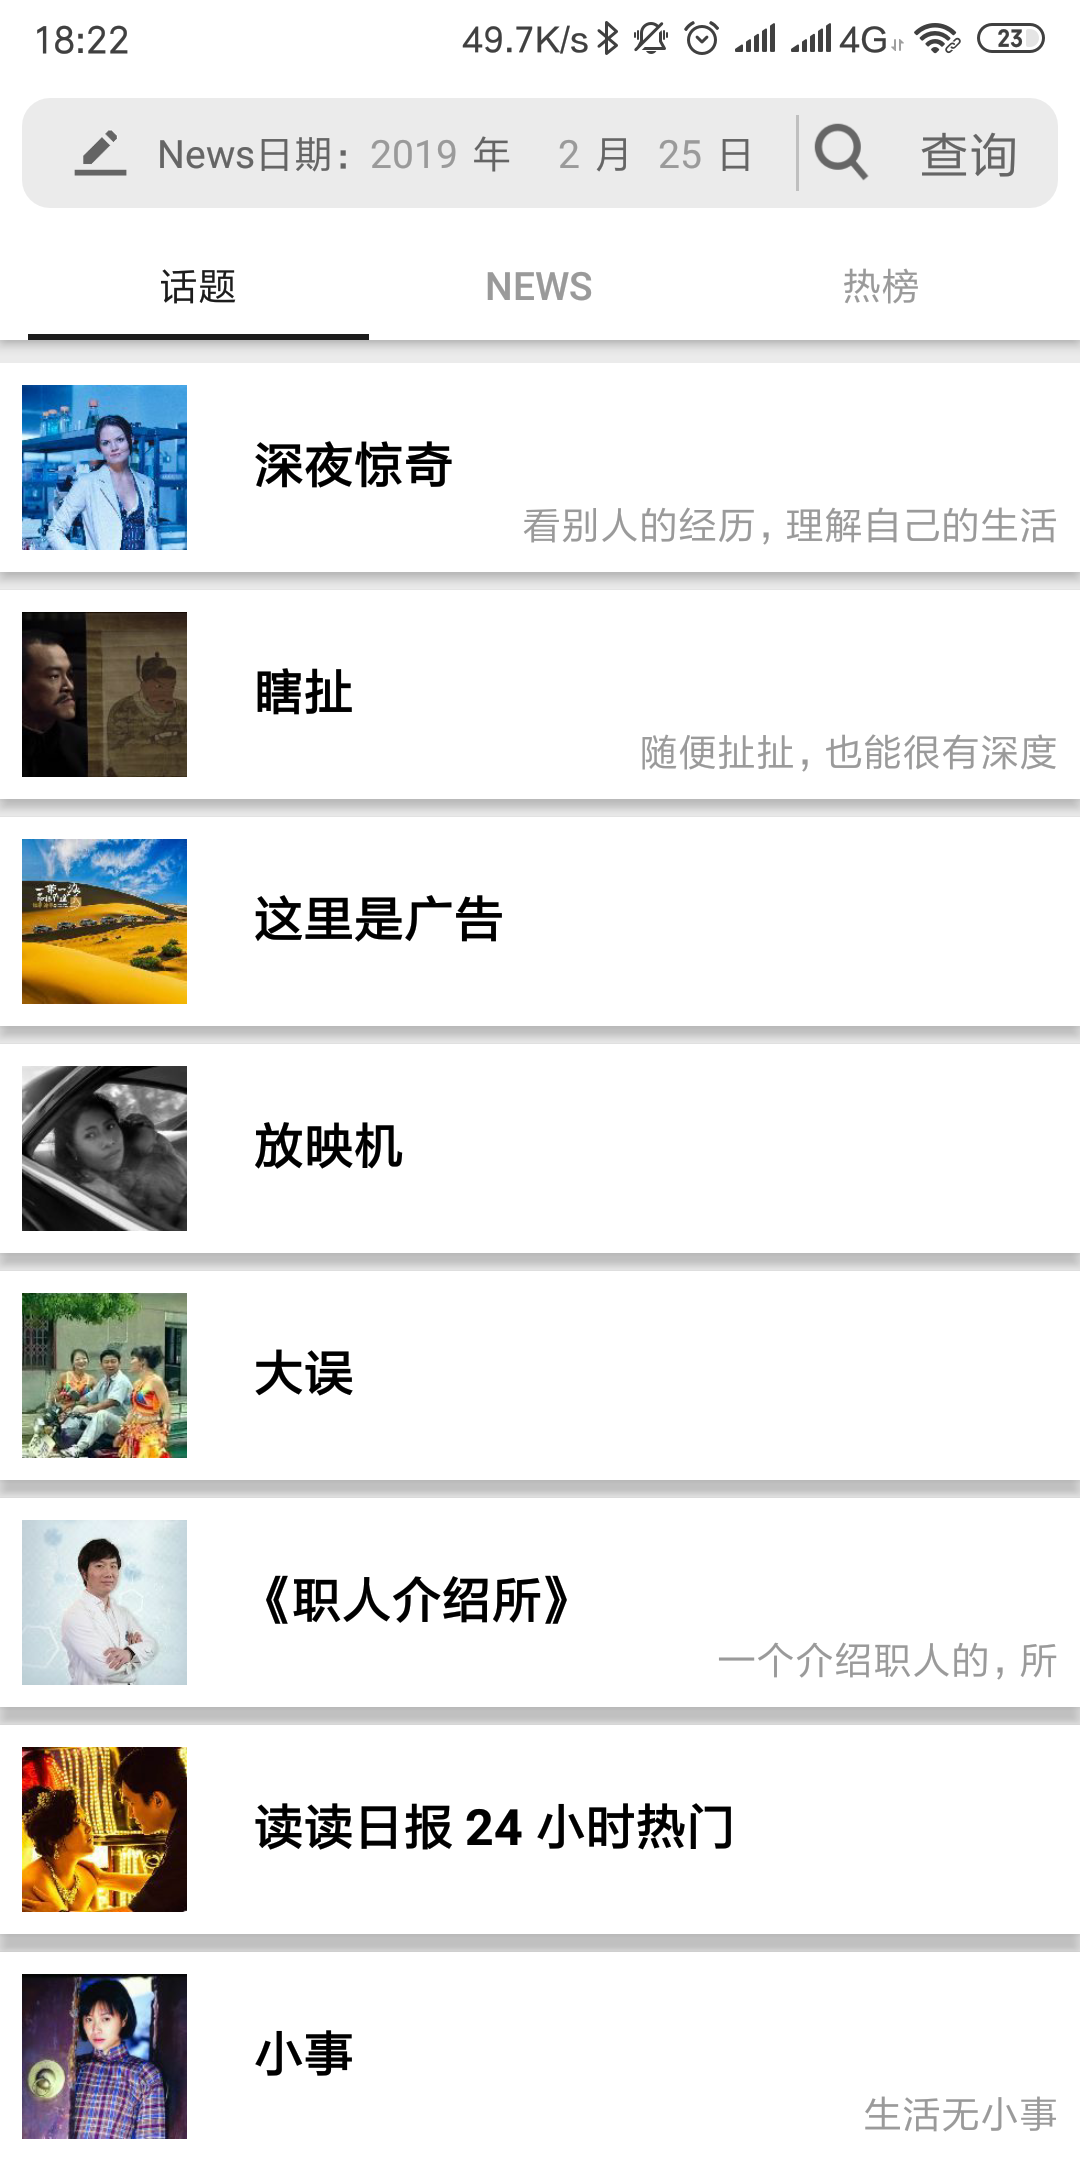 18:22 49.7K/s 4G 23
News日期：2019 年 2 月 25 日 查询
话题 NEWS 热榜
深夜惊奇
看别人的经历，理解自己的生活
瞎扯
随便扯扯，也能很有深度
这里是广告
放映机
大误
《职人介绍所》
一个介绍职人的，所
读读日报 24 小时热门
小事
生活无小事